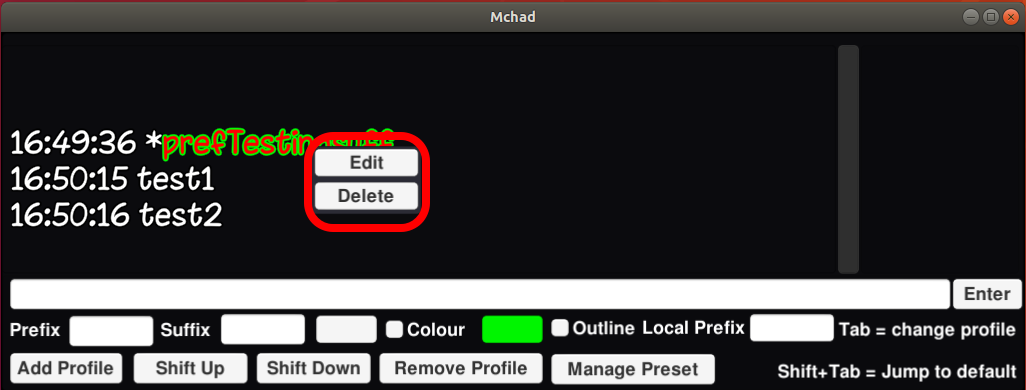 Mchad
16:49:36 *prefTesting
Edit
16:50:15 test1
Delete
16:50:16 test2
Enter
Prefix Suffix Colour Outline Local Prefix Tab = change profile
Add Profile Shift Up Shift Down Remove Profile Manage Preset Shift+Tab = Jump to default